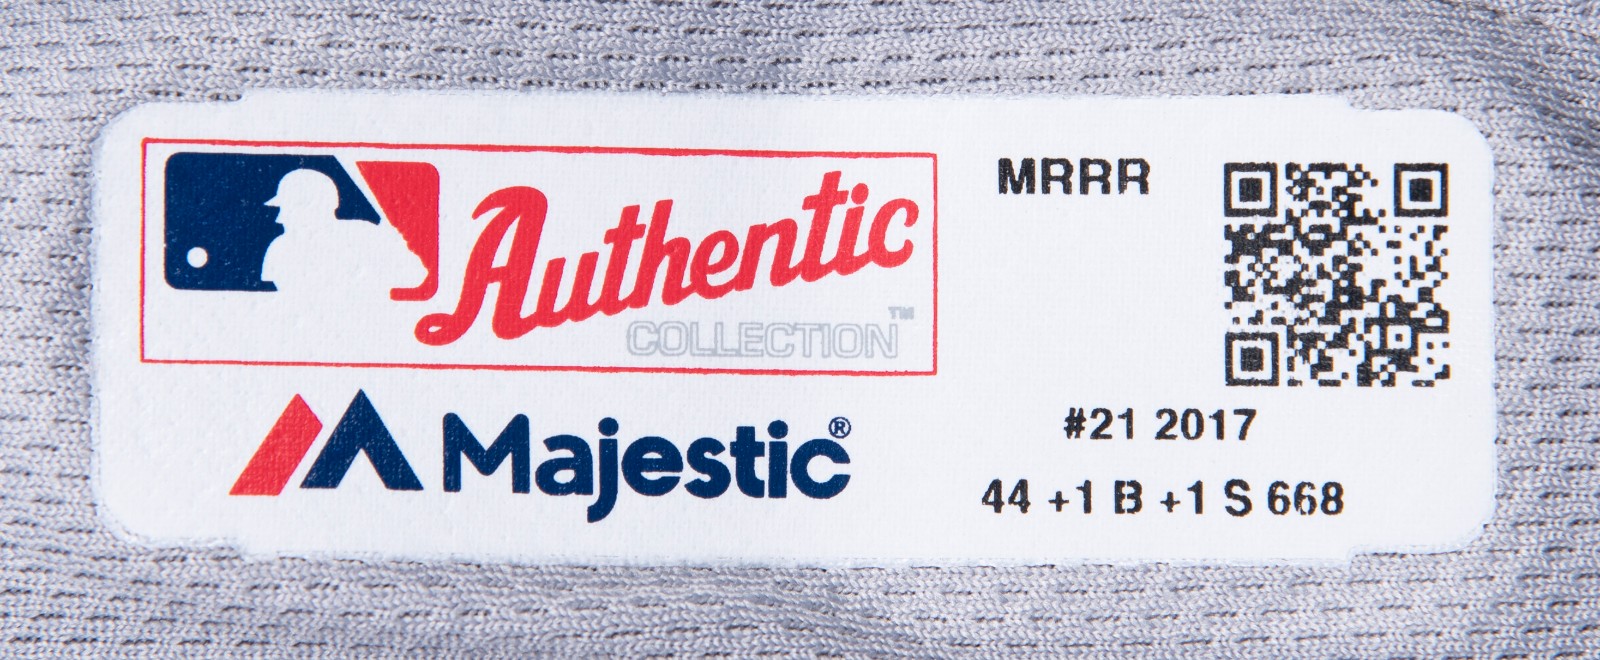 Authentic
COLLECTION™
Majestic®
MRRR
#21 2017
44 +1 B +1 S 668